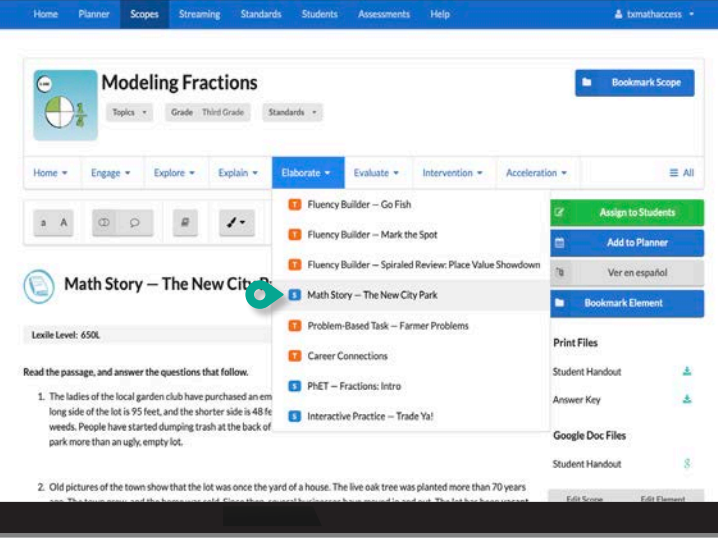 Home Planner Scopes Streaming Standards Students Assessments Help txmathaccess
Modeling Fractions
Bookmark Scope
Topics Grade Third Grade Standards
Home Engage Explore Explain Elaborate Evaluate Intervention Acceleration All
Fluency Builder — Go Fish
Fluency Builder — Mark the Spot
Fluency Builder — Spiraled Review: Place Value Showdown
Math Story — The New City Park
Problem-Based Task — Farmer Problems
Career Connections
PhET — Fractions: Intro
Interactive Practice — Trade Ya!
a A
Assign to Students
Add to Planner
Ver en español
Bookmark Element
Math Story — The New City
Lexile Level: 650L
Read the passage, and answer the questions that follow.
1. The ladies of the local garden club have purchased an
long side of the lot is 95 feet, and the shorter side is 48
weeds. People have started dumping trash at the back of
park more than an ugly, empty lot.
2. Old pictures of the town show that the lot was once the yard of a house. The live oak tree was planted more than 70 years
Print Files
Student Handout
Answer Key
Google Doc Files
Student Handout
Edit Scope Edit Element